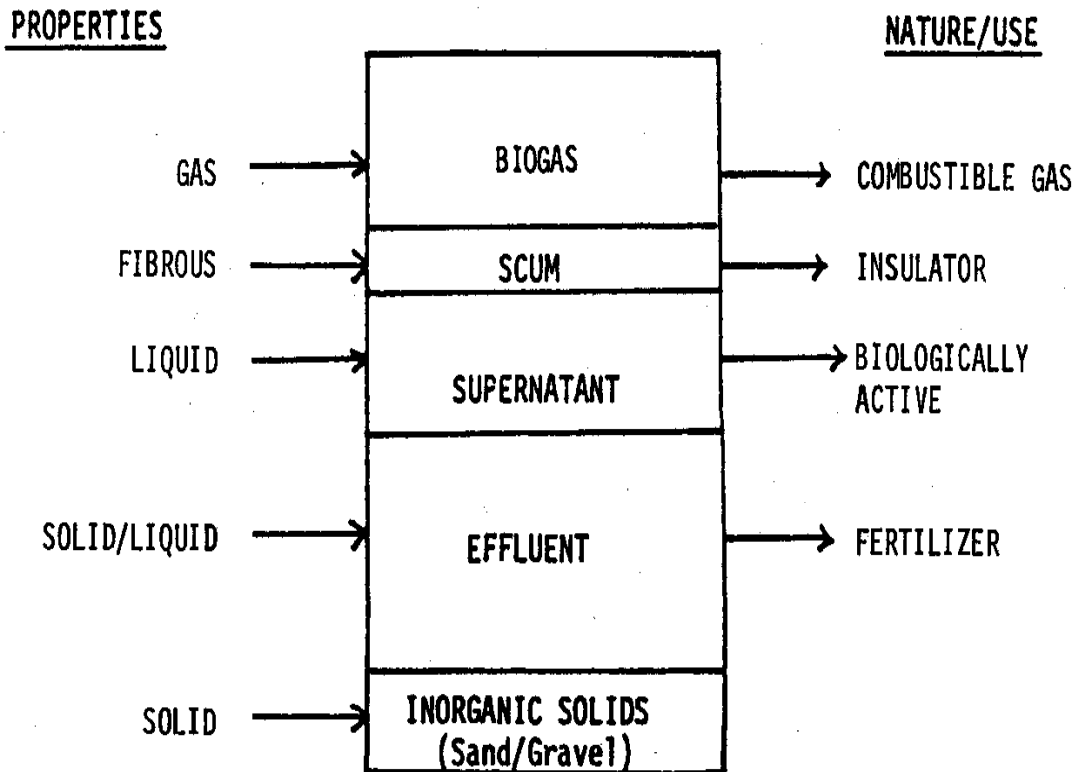 PROPERTIES
NATURE/USE
GAS
BIOGAS
COMBUSTIBLE GAS
FIBROUS
SCUM
INSULATOR
LIQUID
SUPERNATANT
BIOLOGICALLY
ACTIVE
SOLID/LIQUID
EFFLUENT
FERTILIZER
SOLID
INORGANIC SOLIDS
(Sand/Gravel)